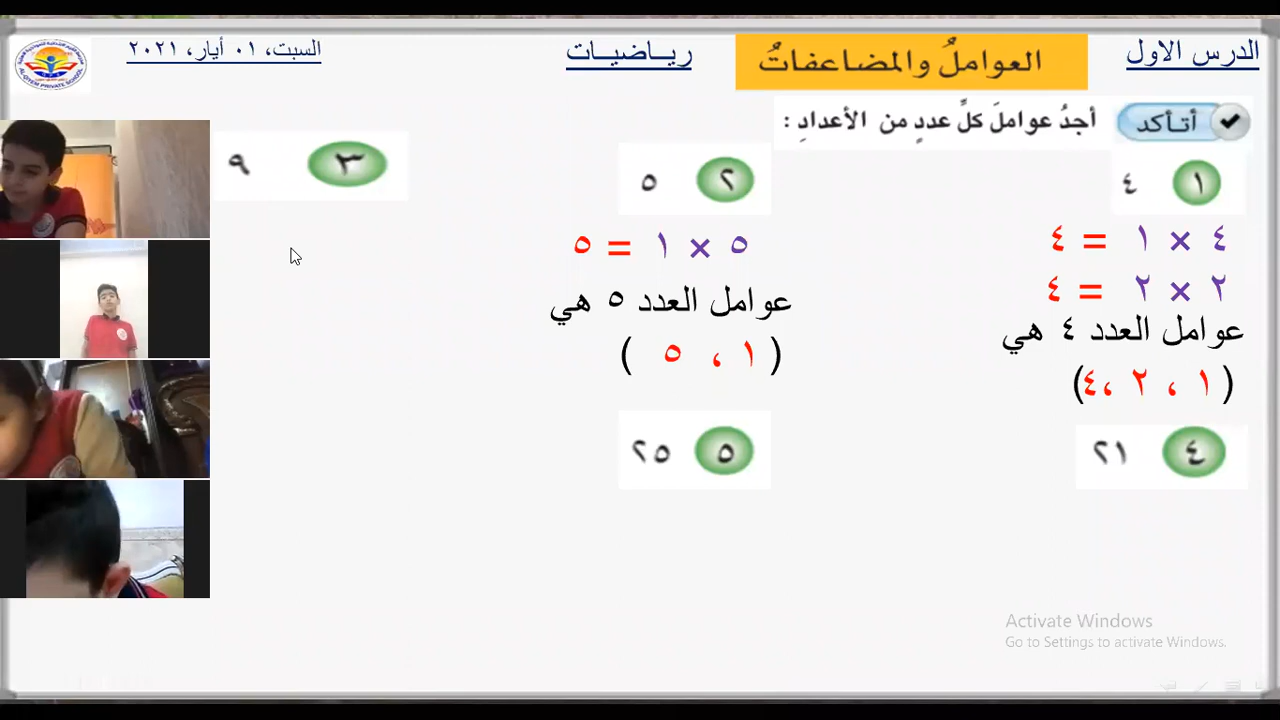 الدرس الاول
العواملُ والمضاعفاتُ
ريـاضيـات
السبت، ٠١ أيار، ٢٠٢١
أتـأكد
أجدُ عواملَ كلِّ عددٍ من الأعدادِ :
١ ٤
٤ × ١ = ٤
٢ × ٢ = ٤
عوامل العدد ٤ هي
( ١ ، ٢ ، ٤)
٢ ٥
٥ × ١ = ٥
عوامل العدد ٥ هي
( ١ ، ٥ )
٣ ٩
٤ ٢١
٥ ٢٥
Activate Windows
Go to Settings to activate Windows.